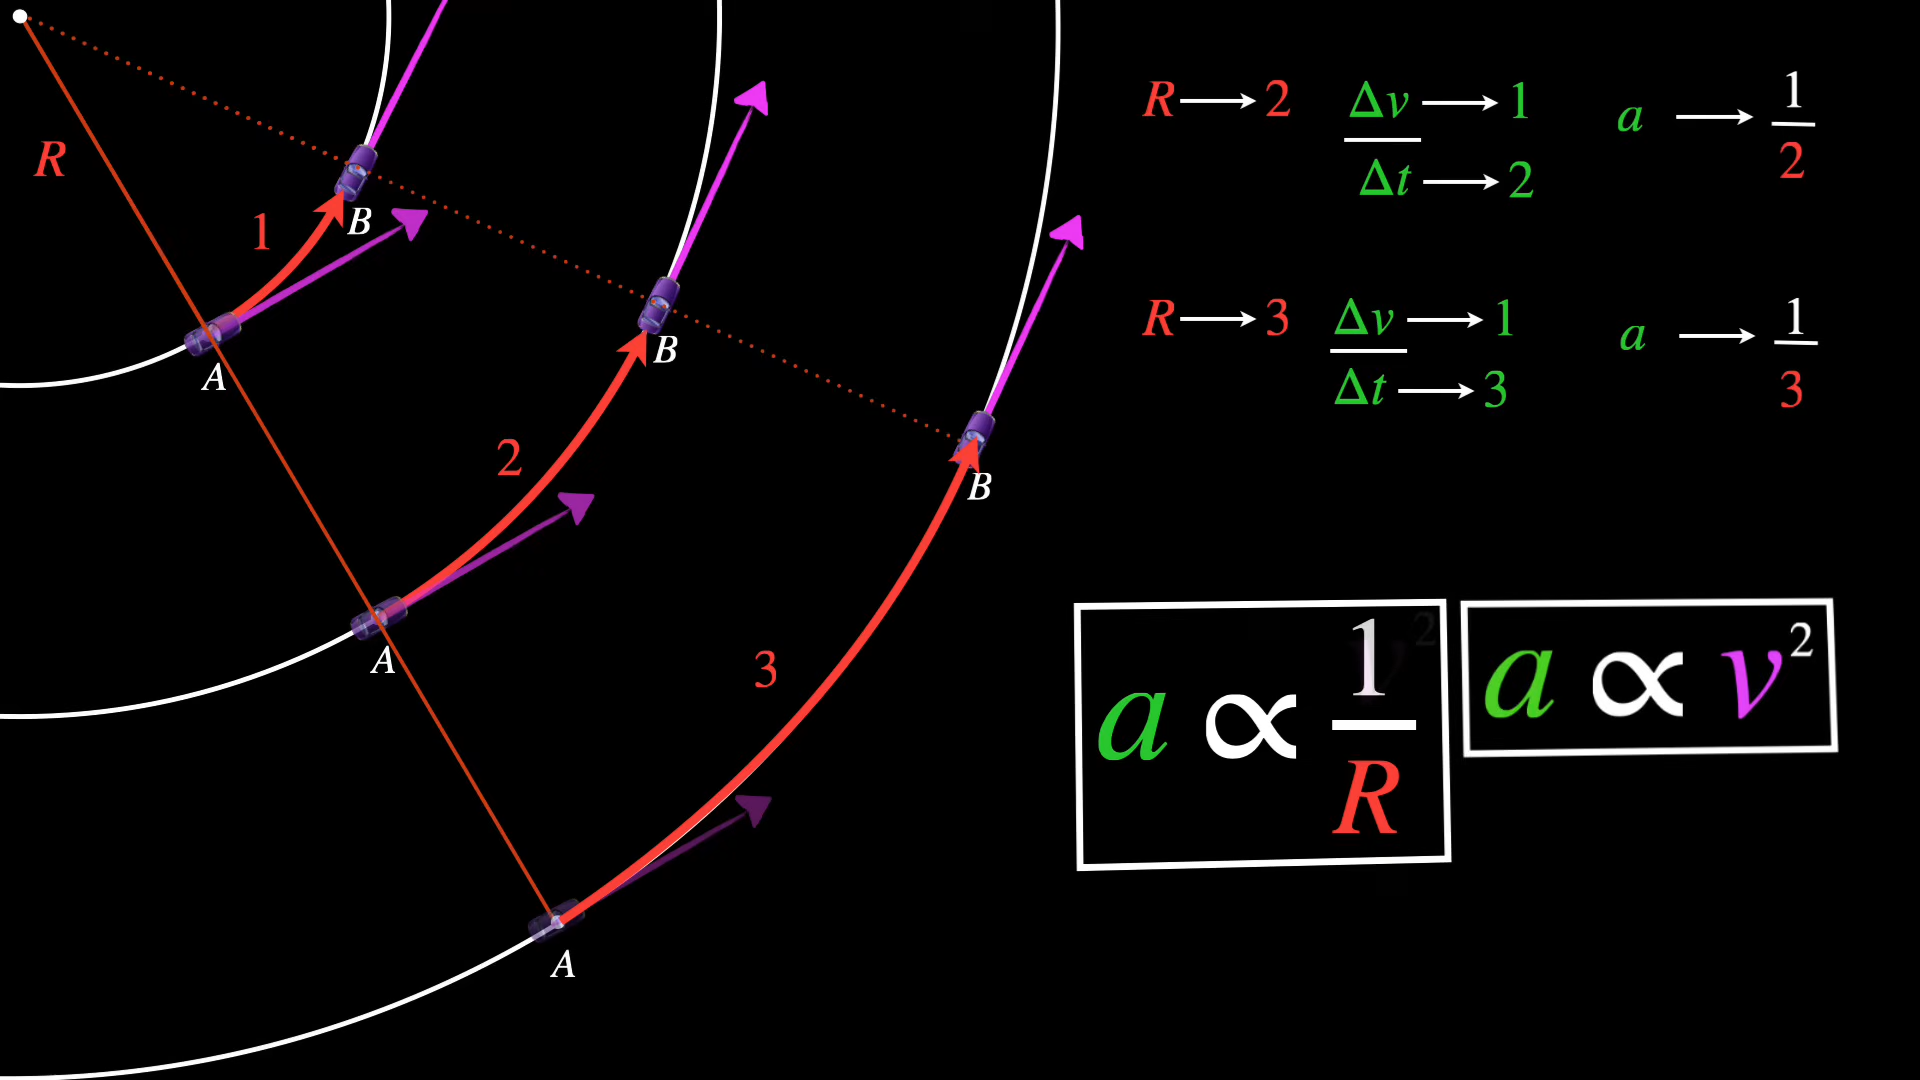 R
1
B
A
2
B
A
3
B
A
R → 2 Δv → 1 a → 1
Δt → 2 2
R → 3 Δv → 1 a → 1
Δt → 3 3
a ∝ 1
R
a ∝ v²